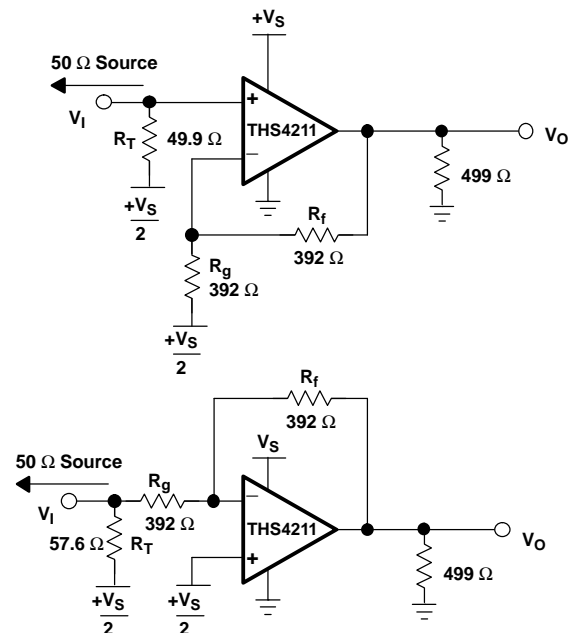 +VS
50 Ω Source
VI
RT
49.9 Ω
+VS
2
+
THS4211
−
VO
499 Ω
Rf
392 Ω
Rg
392 Ω
+VS
2
Rf
392 Ω
VS
50 Ω Source
Rg
VI
392 Ω
57.6 Ω
RT
+VS
2
+VS
2
−
THS4211
+
VO
499 Ω